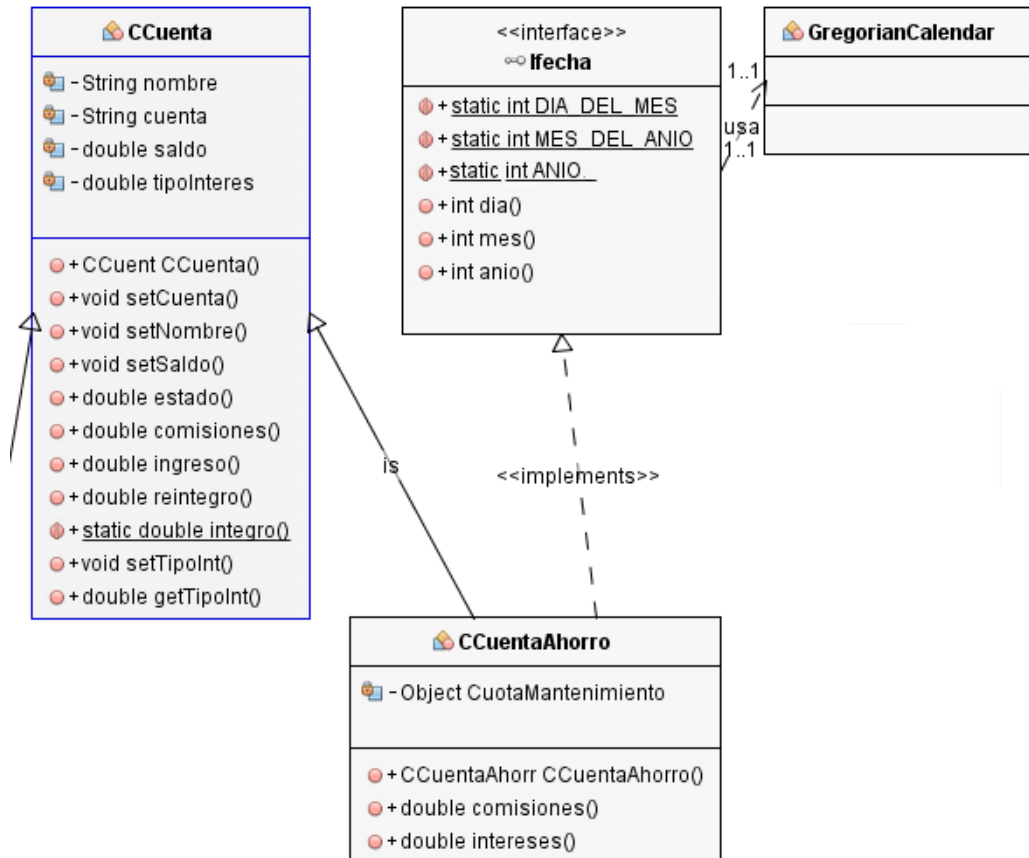 CCuenta
- String nombre
- String cuenta
- double saldo
- double tipoInteres
+ CCuent CCuenta()
+ void setCuenta()
+ void setNombre()
+ void setSaldo()
+ double estado()
+ double comisiones()
+ double ingreso()
+ double reintegro()
+ static double integro()
+ void setTipoInt()
+ double getTipoInt()
<<interface>>
Ifecha
+ static int DIA_DEL_MES
+ static int MES_DEL_ANIO
+ static int ANIO._
+ int dia()
+ int mes()
+ int anio()
1..1
usa
1..1
GregorianCalendar
is
<<implements>>
CCuentaAhorro
- Object CuotaMantenimiento
+ CCuentaAhorr CCuentaAhorro()
+ double comisiones()
+ double intereses()